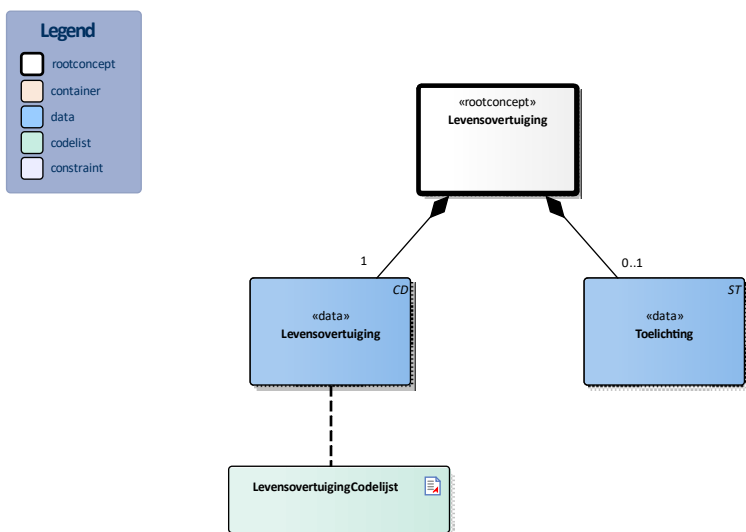 Legend
rootconcept
container
data
codelist
constraint
«rootconcept»
Levensovertuiging
1
0..1
CD
«data»
Levensovertuiging
ST
«data»
Toelichting
LevensovertuigingCodelijst